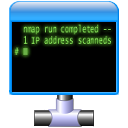 nmap run completed --
1 IP address scanneds
#